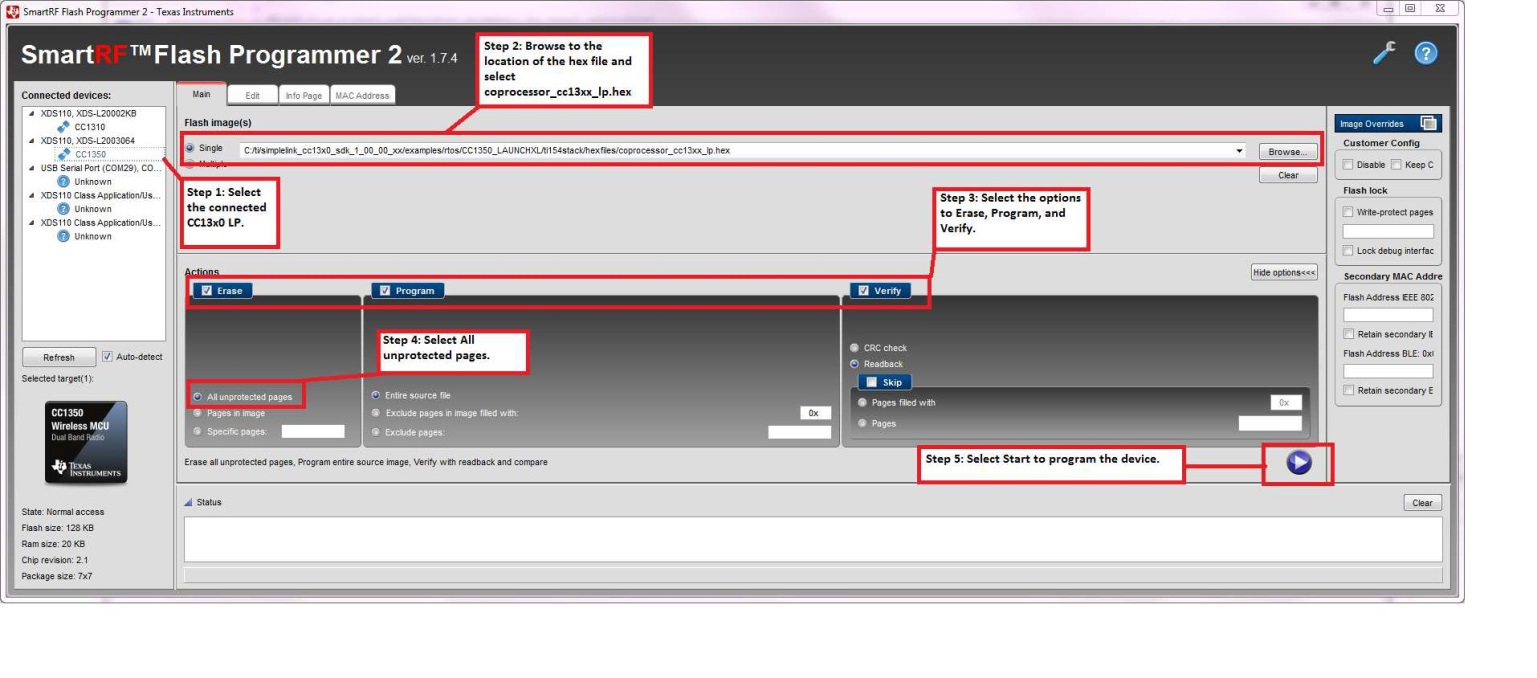 SmartRF Flash Programmer 2 - Texas Instruments
SmartRF™Flash Programmer 2 ver. 1.7.4
Step 2: Browse to the
location of the hex file and
select
coprocessor_cc13xx_lp.hex
Connected devices:
XDS110, XDS-L20002KB
CC1310
XDS110, XDS-L2003064
CC1350
USB Serial Port (COM29), CO...
Unknown
XDS110 Class Application/Us...
Unknown
XDS110 Class Application/Us...
Unknown
Refresh
Auto-detect
Selected target(1):
CC1350
Wireless MCU
Dual Band Radio
TEXAS
INSTRUMENTS
State: Normal access
Flash size: 128 KB
Ram size: 20 KB
Chip revision: 2.1
Package size: 7x7
Step 1: Select
the connected
CC13x0 LP.
Main Edit Info Page MAC Address
Flash image(s)
Single C:/ti/simplelink_cc13x0_sdk_1_00_00_xx/examples/rtos/CC1350_LAUNCHXL/ti154stack/hexfiles/coprocessor_cc13xx_lp.hex Browse...
Multiple
Clear
Step 3: Select the options
to Erase, Program, and
Verify.
Actions
Hide options<<<
Erase Program Verify
Step 4: Select All
unprotected pages.
All unprotected pages
Pages in image
Specific pages:
Entire source file
Exclude pages in image filled with: 0x
Exclude pages:
CRC check
Readback
Skip
Pages filled with 0x
Pages
Erase all unprotected pages, Program entire source image, Verify with readback and compare
Step 5: Select Start to program the device.
Status
Clear
Image Overrides
Customer Config
Disable Keep C
Flash lock
Write-protect pages
Lock debug interfac
Secondary MAC Addre
Flash Address IEEE 802
Retain secondary IE
Flash Address BLE: 0x
Retain secondary E